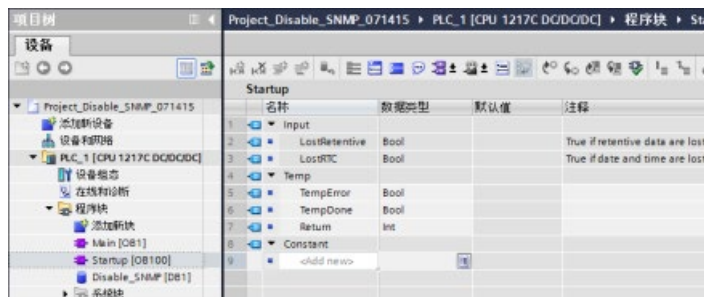 项目树
Project_Disable_SNMP_071415 ▸ PLC_1 [CPU 1217C DC/DC/DC] ▸ 程序块 ▸ Sta
设备
Startup
名称 数据类型 默认值 注释
1 Input
2 LostRetentive Bool True if retentive data are lost
3 LostRTC Bool True if date and time are lost
4 Temp
5 TempError Bool
6 TempDone Bool
7 Return Int
8 Constant
9 <Add new>
Project_Disable_SNMP_071415
添加新设备
设备和网络
PLC_1 [CPU 1217C DC/DC/DC]
设备组态
在线和诊断
程序块
添加新块
Main [OB1]
Startup [OB100]
Disable_SNMP [DB1]
系统块